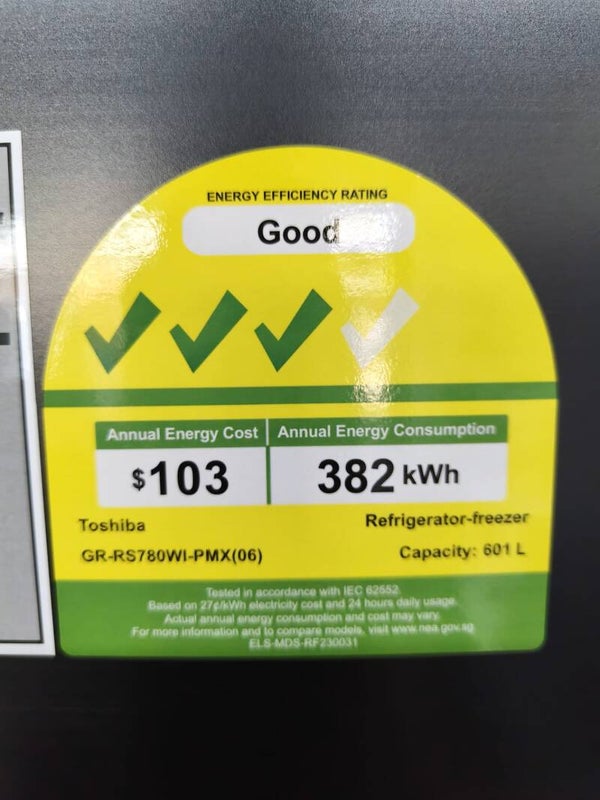 ENERGY EFFICIENCY RATING
Good
Annual Energy Cost
$103
Annual Energy Consumption
382 kWh
Toshiba
GR-RS780WI-PMX(06)
Refrigerator-freezer
Capacity: 601 L
Tested in accordance with IEC 62552.
Based on 27¢/kWh electricity cost and 24 hours daily usage.
Actual annual energy consumption and cost may vary.
For more information and to compare models, visit www.nea.gov.sg
ELS-MDS-RF230031